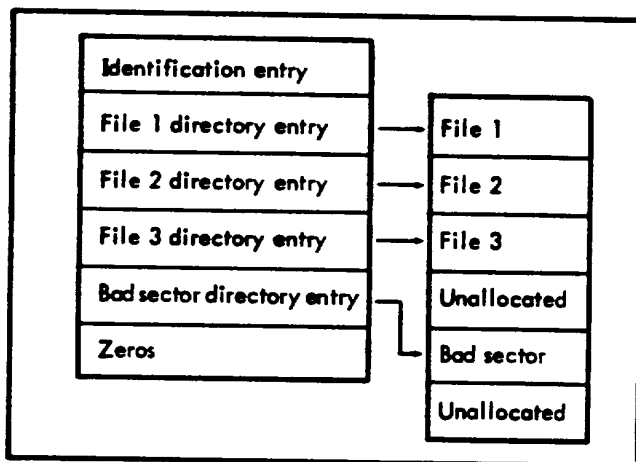 Identification entry
File 1 directory entry
File 2 directory entry
File 3 directory entry
Bad sector directory entry
Zeros
File 1
File 2
File 3
Unallocated
Bad sector
Unallocated